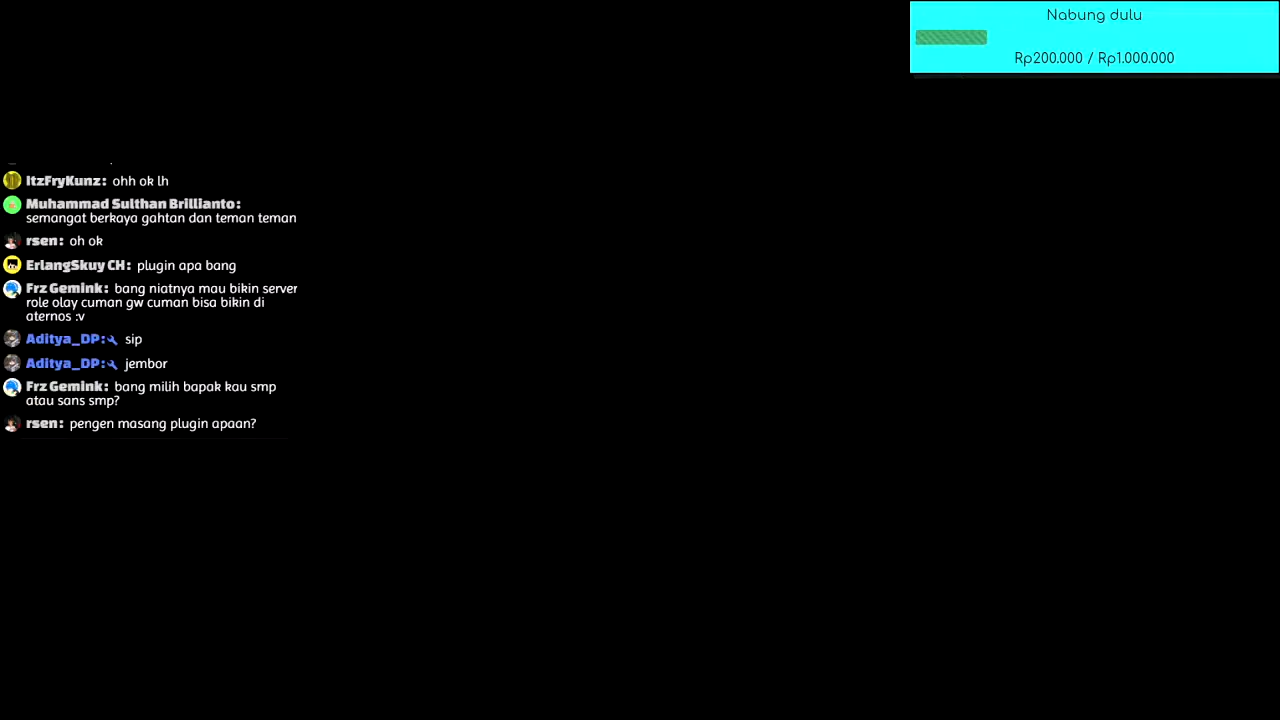 Nabung dulu
Rp200.000 / Rp1.000.000
ItzFryKunz: ohh ok lh
Muhammad Sulthan Brillianto:
semangat berkaya gahtan dan teman teman
rsen: oh ok
ErlangSkuy CH: plugin apa bang
Frz Gemink: bang niatnya mau bikin server
role olay cuman gw cuman bisa bikin di
aternos :v
Aditya_DP: sip
Aditya_DP: jembor
Frz Gemink: bang milih bapak kau smp
atau sans smp?
rsen: pengen masang plugin apaan?